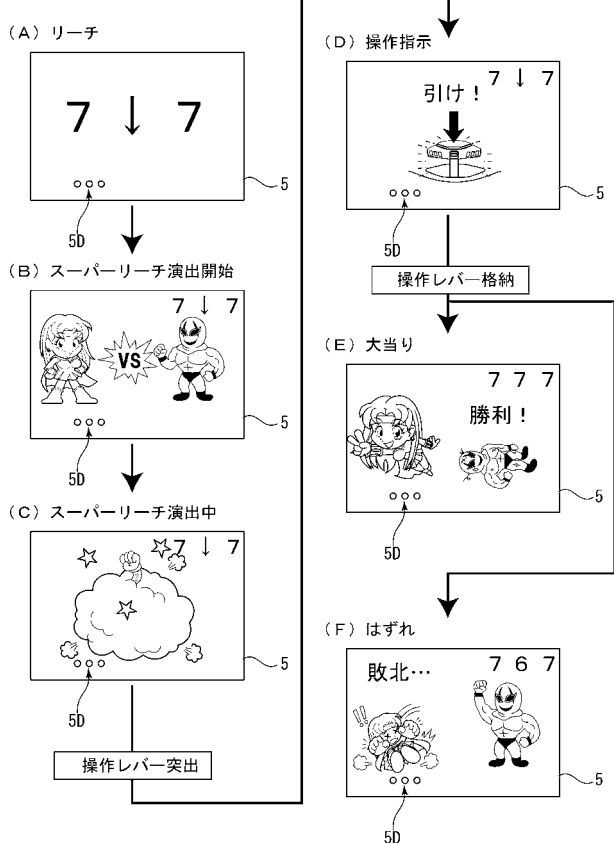 (A) リーチ
7 ↓ 7
5
5D
(B) スーパーリーチ演出開始
7 ↓ 7
VS
5
5D
(C) スーパーリーチ演出中
7 ↓ 7
5
5D
操作レバー突出
(D) 操作指示
7 ↓ 7
引け!
5
5D
操作レバー格納
(E) 大当り
7 7 7
勝利!
5
5D
(F) はずれ
7 6 7
敗北…
!!
5
5D